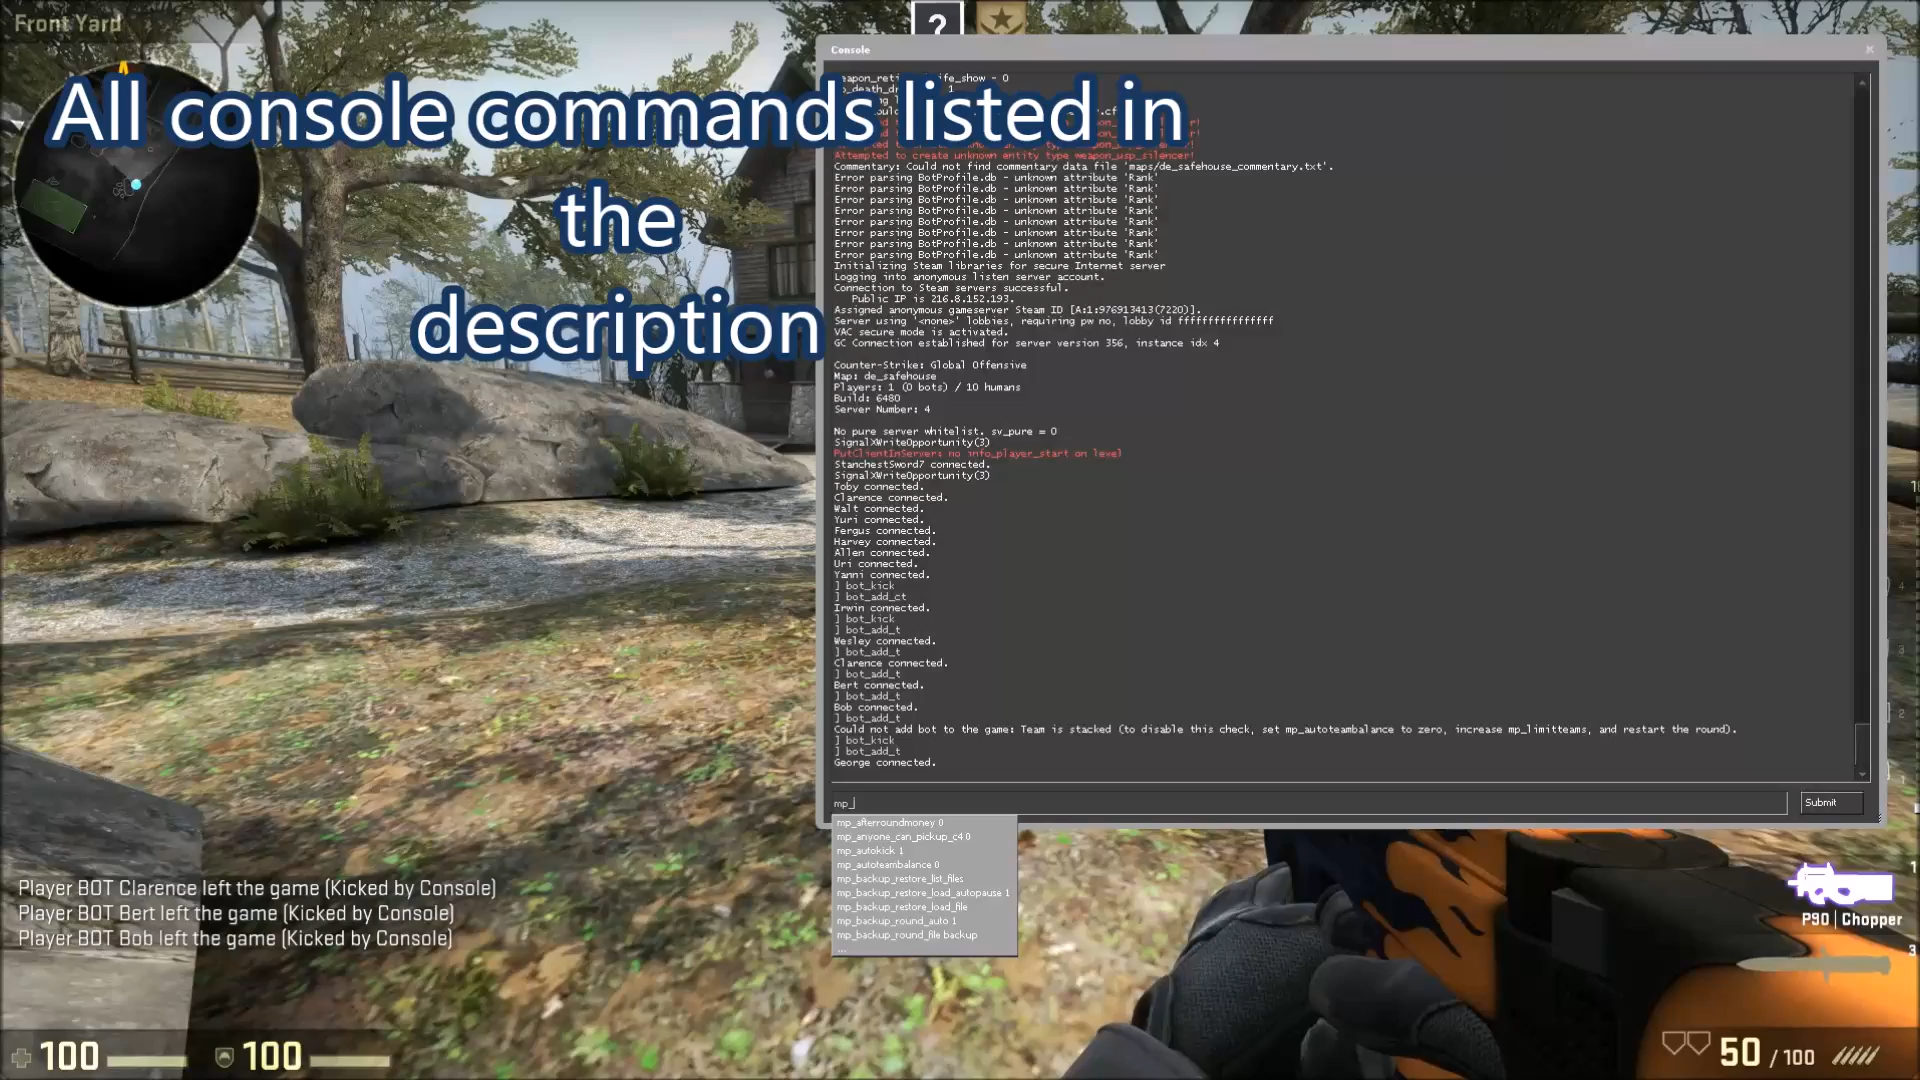 Front Yard
?
All console commands listed in
the
description
Console
ife_show - 0
Attempted to create unknown entity type weapon_usp_silencer!
Commentary: Could not find commentary data file 'maps/de_safehouse_commentary.txt'.
Error parsing BotProfile.db - unknown attribute 'Rank'
Error parsing BotProfile.db - unknown attribute 'Rank'
Error parsing BotProfile.db - unknown attribute 'Rank'
Error parsing BotProfile.db - unknown attribute 'Rank'
Error parsing BotProfile.db - unknown attribute 'Rank'
Error parsing BotProfile.db - unknown attribute 'Rank'
Error parsing BotProfile.db - unknown attribute 'Rank'
Error parsing BotProfile.db - unknown attribute 'Rank'
Initializing Steam libraries for secure Internet server
Logging into anonymous listen server account.
Connection to Steam servers successful.
Public IP is 216.8.152.193.
Assigned anonymous gameserver Steam ID [A:1:976913413(7220)].
Server using '<none>' lobbies, requiring pw no, lobby id ffffffffffffffff
VAC secure mode is activated.
GC Connection established for server version 356, instance idx 4
Counter-Strike: Global Offensive
Map: de_safehouse
Players: 1 (0 bots) / 10 humans
Build: 6480
Server Number: 4
No pure server whitelist. sv_pure = 0
SignalXWriteOpportunity(3)
PutClientInServer: no info_player_start on level
StanchestSword7 connected.
SignalXWriteOpportunity(3)
Toby connected.
Clarence connected.
Walt connected.
Yuri connected.
Fergus connected.
Harvey connected.
Allen connected.
Uri connected.
Yanni connected.
] bot_kick
] bot_add_ct
Irwin connected.
] bot_kick
] bot_add_t
Wesley connected.
] bot_add_t
Clarence connected.
] bot_add_t
Bert connected.
] bot_add_t
Bob connected.
] bot_add_t
Could not add bot to the game: Team is stacked (to disable this check, set mp_autoteambalance to zero, increase mp_limitteams, and restart the round).
] bot_kick
] bot_add_t
George connected.
mp_
Submit
mp_afterroundmoney 0
mp_anyone_can_pickup_c4 0
mp_autokick 1
mp_autoteambalance 0
mp_backup_restore_list_files
mp_backup_restore_load_autopause 1
mp_backup_restore_load_file
mp_backup_round_auto 1
mp_backup_round_file backup
...
Player BOT Clarence left the game (Kicked by Console)
Player BOT Bert left the game (Kicked by Console)
Player BOT Bob left the game (Kicked by Console)
1
P90 | Chopper
3
100
100
50 / 100